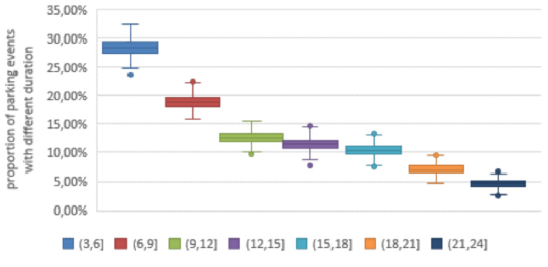 proportion of parking events
with different duration
35,00%
30,00%
25,00%
20,00%
15,00%
10,00%
5,00%
0,00%
(3,6] (6,9] (9,12] (12,15] (15,18] (18,21] (21,24]